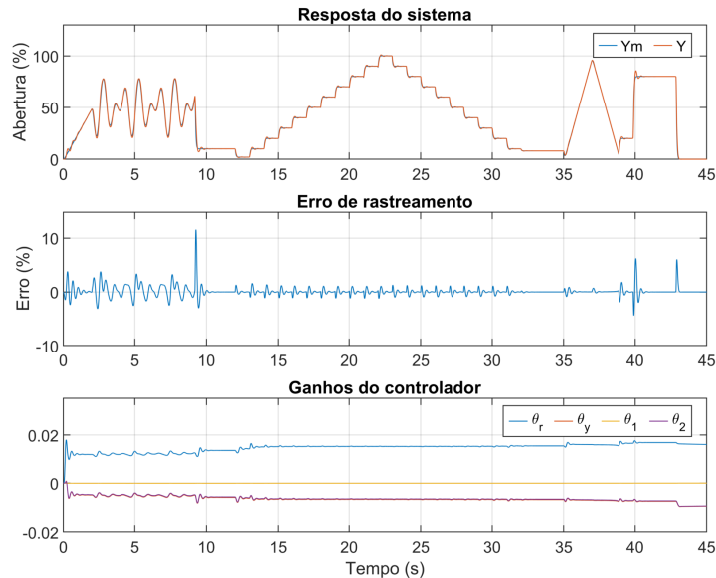 Resposta do sistema
Abertura (%)
100
50
0
Ym Y
0 5 10 15 20 25 30 35 40 45
Erro de rastreamento
Erro (%)
10
0
-10
0 5 10 15 20 25 30 35 40 45
Ganhos do controlador
0.02
0
-0.02
θr θy θ1 θ2
0 5 10 15 20 25 30 35 40 45
Tempo (s)